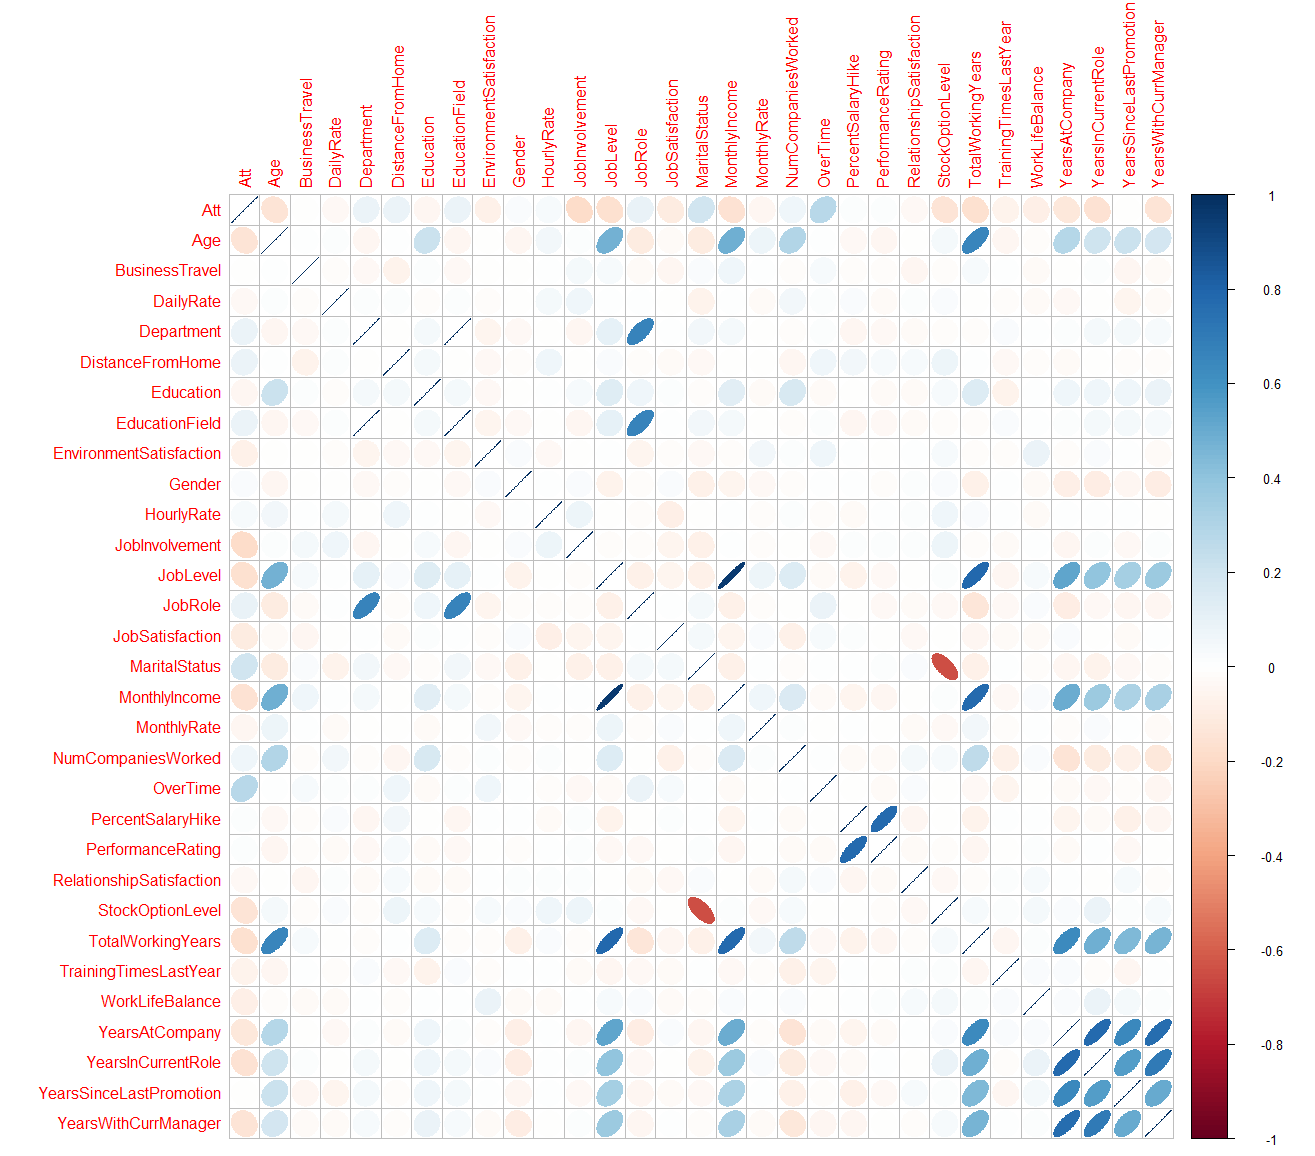 Att
Age
BusinessTravel
DailyRate
Department
DistanceFromHome
Education
EducationField
EnvironmentSatisfaction
Gender
HourlyRate
JobInvolvement
JobLevel
JobRole
JobSatisfaction
MaritalStatus
MonthlyIncome
MonthlyRate
NumCompaniesWorked
OverTime
PercentSalaryHike
PerformanceRating
RelationshipSatisfaction
StockOptionLevel
TotalWorkingYears
TrainingTimesLastYear
WorkLifeBalance
YearsAtCompany
YearsInCurrentRole
YearsSinceLastPromotion
YearsWithCurrManager
Att
Age
BusinessTravel
DailyRate
Department
DistanceFromHome
Education
EducationField
EnvironmentSatisfaction
Gender
HourlyRate
JobInvolvement
JobLevel
JobRole
JobSatisfaction
MaritalStatus
MonthlyIncome
MonthlyRate
NumCompaniesWorked
OverTime
PercentSalaryHike
PerformanceRating
RelationshipSatisfaction
StockOptionLevel
TotalWorkingYears
TrainingTimesLastYear
WorkLifeBalance
YearsAtCompany
YearsInCurrentRole
YearsSinceLastPromotion
YearsWithCurrManager
1
0.8
0.6
0.4
0.2
0
-0.2
-0.4
-0.6
-0.8
-1